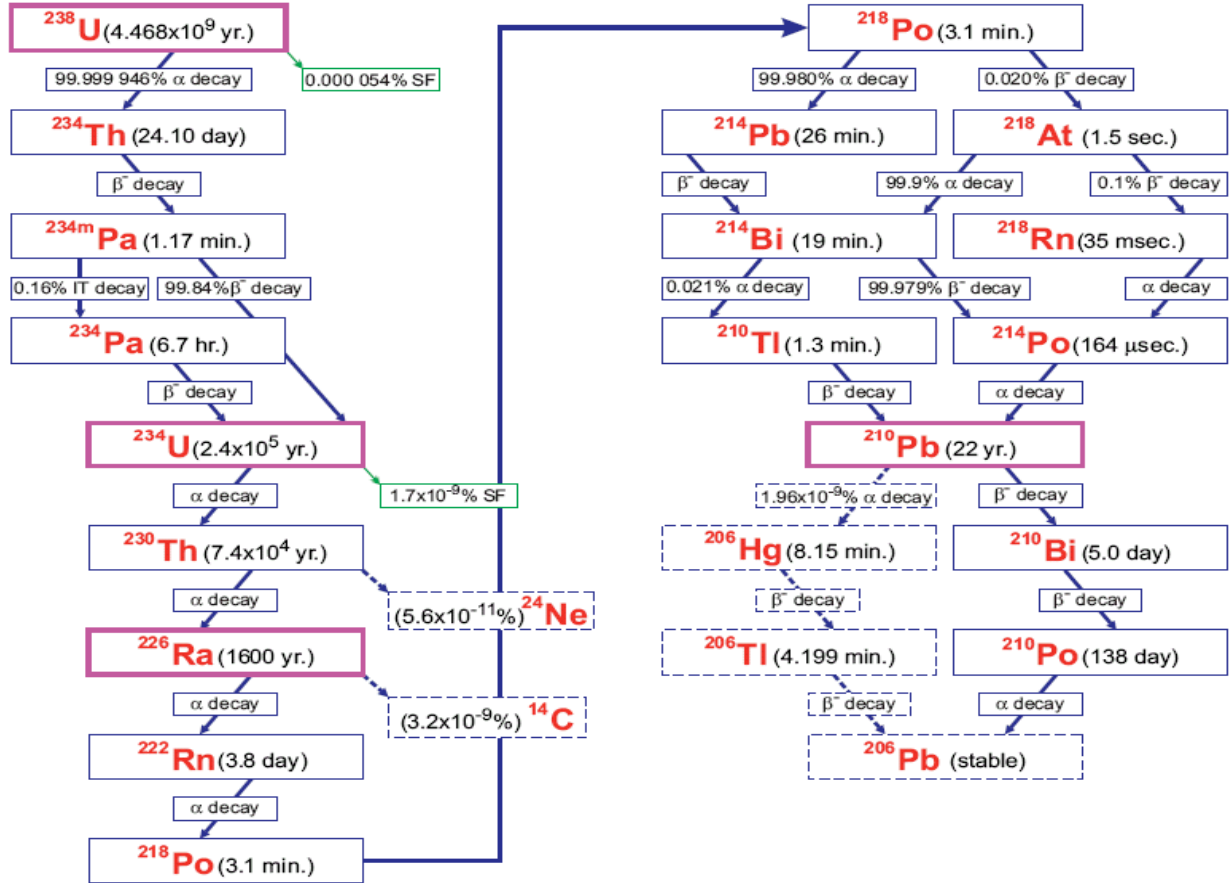 ²³⁸U (4.468x10⁹ yr.)
99.999 946% α decay
0.000 054% SF
²³⁴Th (24.10 day)
β⁻ decay
²³⁴ᵐPa (1.17 min.)
0.16% IT decay
99.84%β⁻ decay
²³⁴Pa (6.7 hr.)
β⁻ decay
²³⁴U (2.4x10⁵ yr.)
α decay
1.7x10⁻⁹% SF
²³⁰Th (7.4x10⁴ yr.)
α decay
(5.6x10⁻¹¹%) ²⁴Ne
²²⁶Ra (1600 yr.)
α decay
(3.2x10⁻⁹%) ¹⁴C
²²²Rn (3.8 day)
α decay
²¹⁸Po (3.1 min.)
²¹⁸Po (3.1 min.)
99.980% α decay
0.020% β⁻ decay
²¹⁴Pb (26 min.)
²¹⁸At (1.5 sec.)
β⁻ decay
99.9% α decay
0.1% β⁻ decay
²¹⁴Bi (19 min.)
²¹⁸Rn (35 msec.)
0.021% α decay
99.979% β⁻ decay
α decay
²¹⁰Tl (1.3 min.)
²¹⁴Po (164 μsec.)
β⁻ decay
α decay
²¹⁰Pb (22 yr.)
1.96x10⁻⁹% α decay
β⁻ decay
²⁰⁶Hg (8.15 min.)
²¹⁰Bi (5.0 day)
β⁻ decay
β⁻ decay
²⁰⁶Tl (4.199 min.)
²¹⁰Po (138 day)
β⁻ decay
α decay
²⁰⁶Pb (stable)